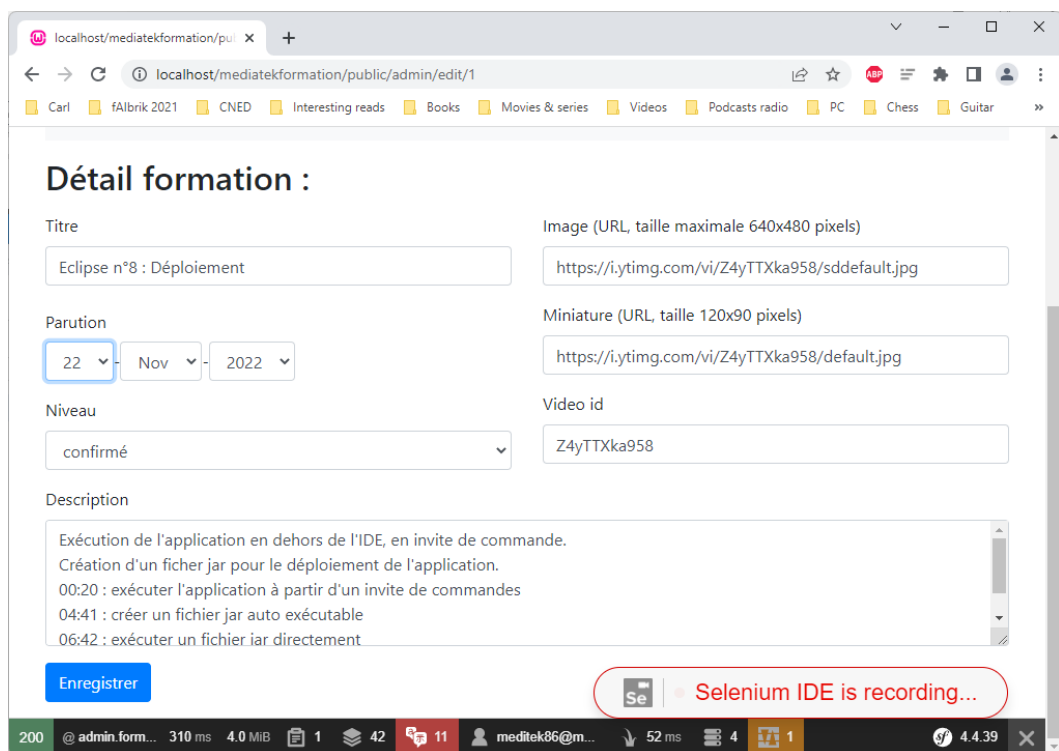 localhost/mediatekformation/pu
localhost/mediatekformation/public/admin/edit/1
ABP
Carl fAIbrik 2021 CNED Interesting reads Books Movies & series Videos Podcasts radio PC Chess Guitar »
Détail formation :
Titre
Eclipse n°8 : Déploiement
Parution
22 - Nov - 2022
Niveau
confirmé
Image (URL, taille maximale 640x480 pixels)
https://i.ytimg.com/vi/Z4yTTXka958/sddefault.jpg
Miniature (URL, taille 120x90 pixels)
https://i.ytimg.com/vi/Z4yTTXka958/default.jpg
Video id
Z4yTTXka958
Description
Exécution de l'application en dehors de l'IDE, en invite de commande.
Création d'un ficher jar pour le déploiement de l'application.
00:20 : exécuter l'application à partir d'un invite de commandes
04:41 : créer un fichier jar auto exécutable
06:42 : exécuter un fichier jar directement
Enregistrer
Se Selenium IDE is recording...
200 @ admin.form... 310 ms 4.0 MiB 1 42 11 meditek86@m... 52 ms 4 1 sf 4.4.39